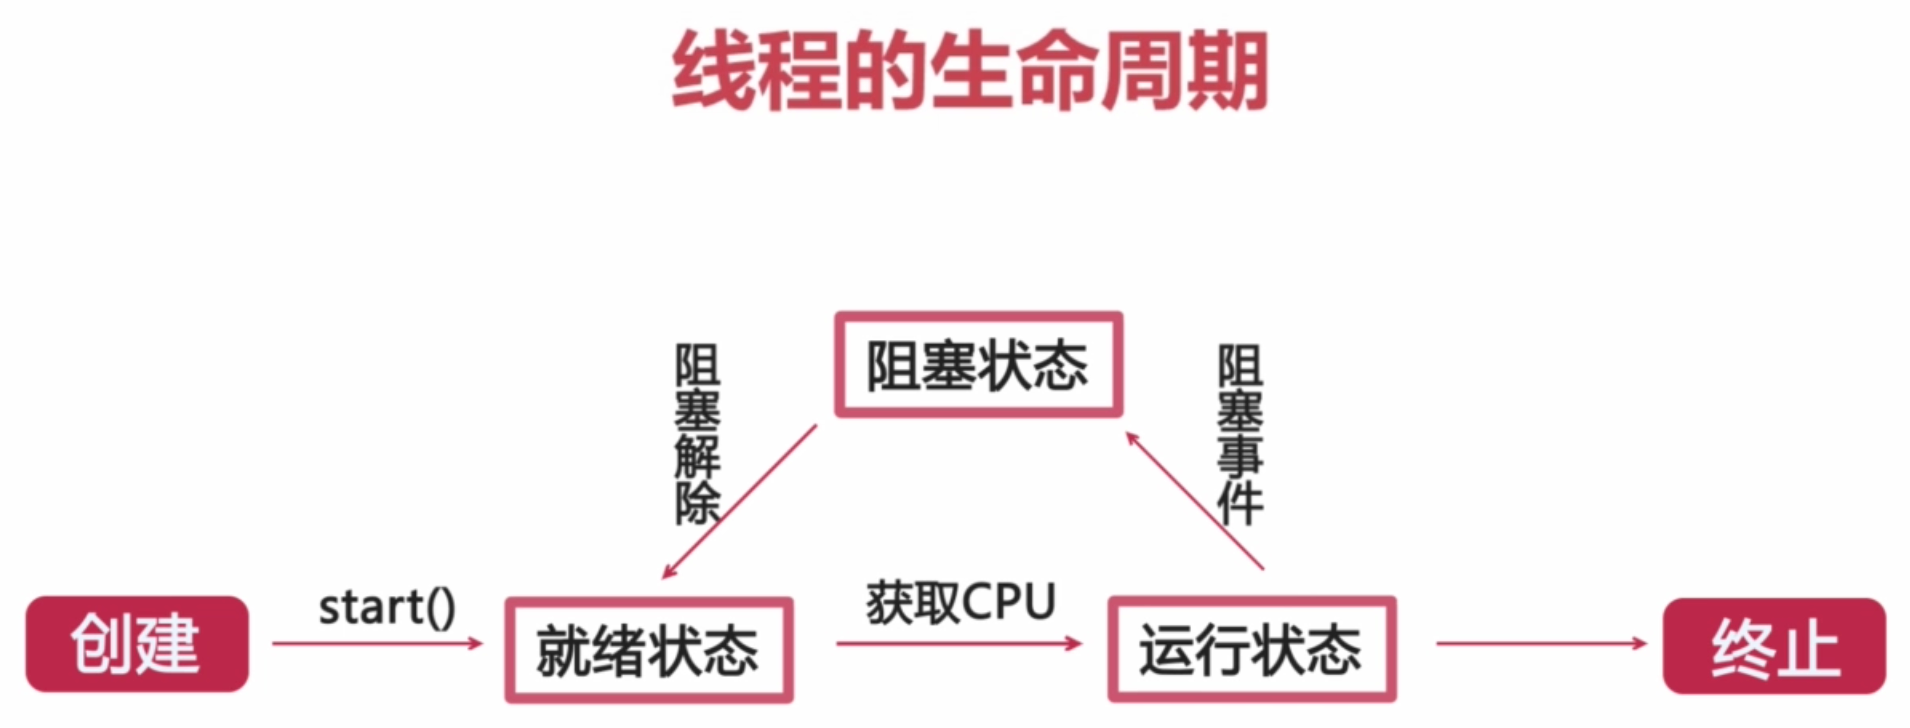 线程的生命周期
阻塞状态
阻塞解除
阻塞事件
创建
start()
就绪状态
获取CPU
运行状态
终止